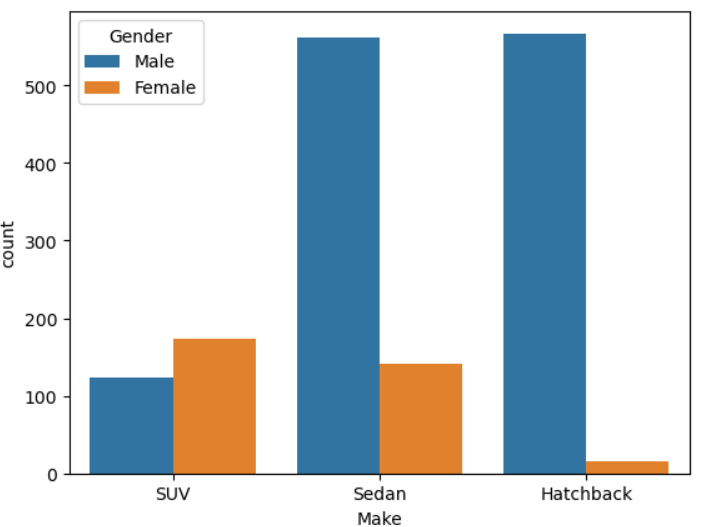 Gender
Male
Female
500
400
300
200
100
0
count
SUV Sedan Hatchback
Make